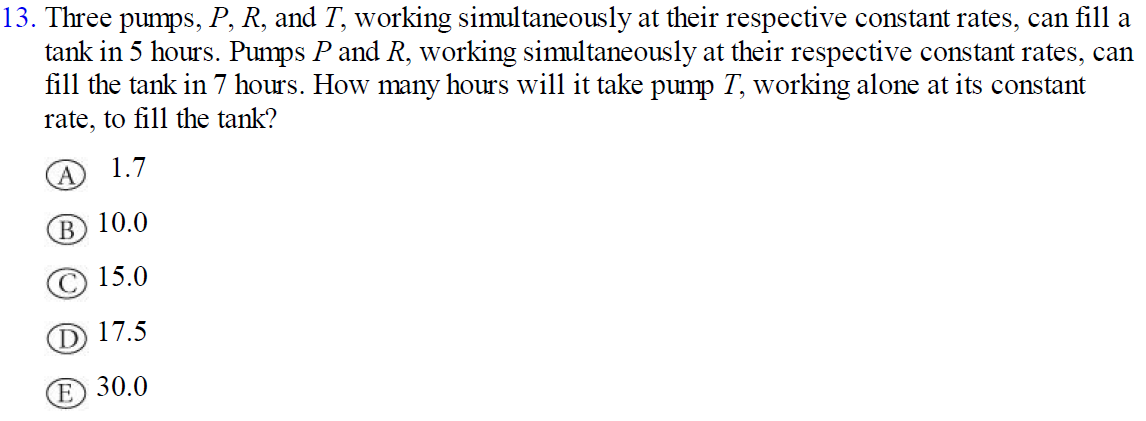 13. Three pumps, P, R, and T, working simultaneously at their respective constant rates, can fill a
tank in 5 hours. Pumps P and R, working simultaneously at their respective constant rates, can
fill the tank in 7 hours. How many hours will it take pump T, working alone at its constant
rate, to fill the tank?
A 1.7
B 10.0
C 15.0
D 17.5
E 30.0